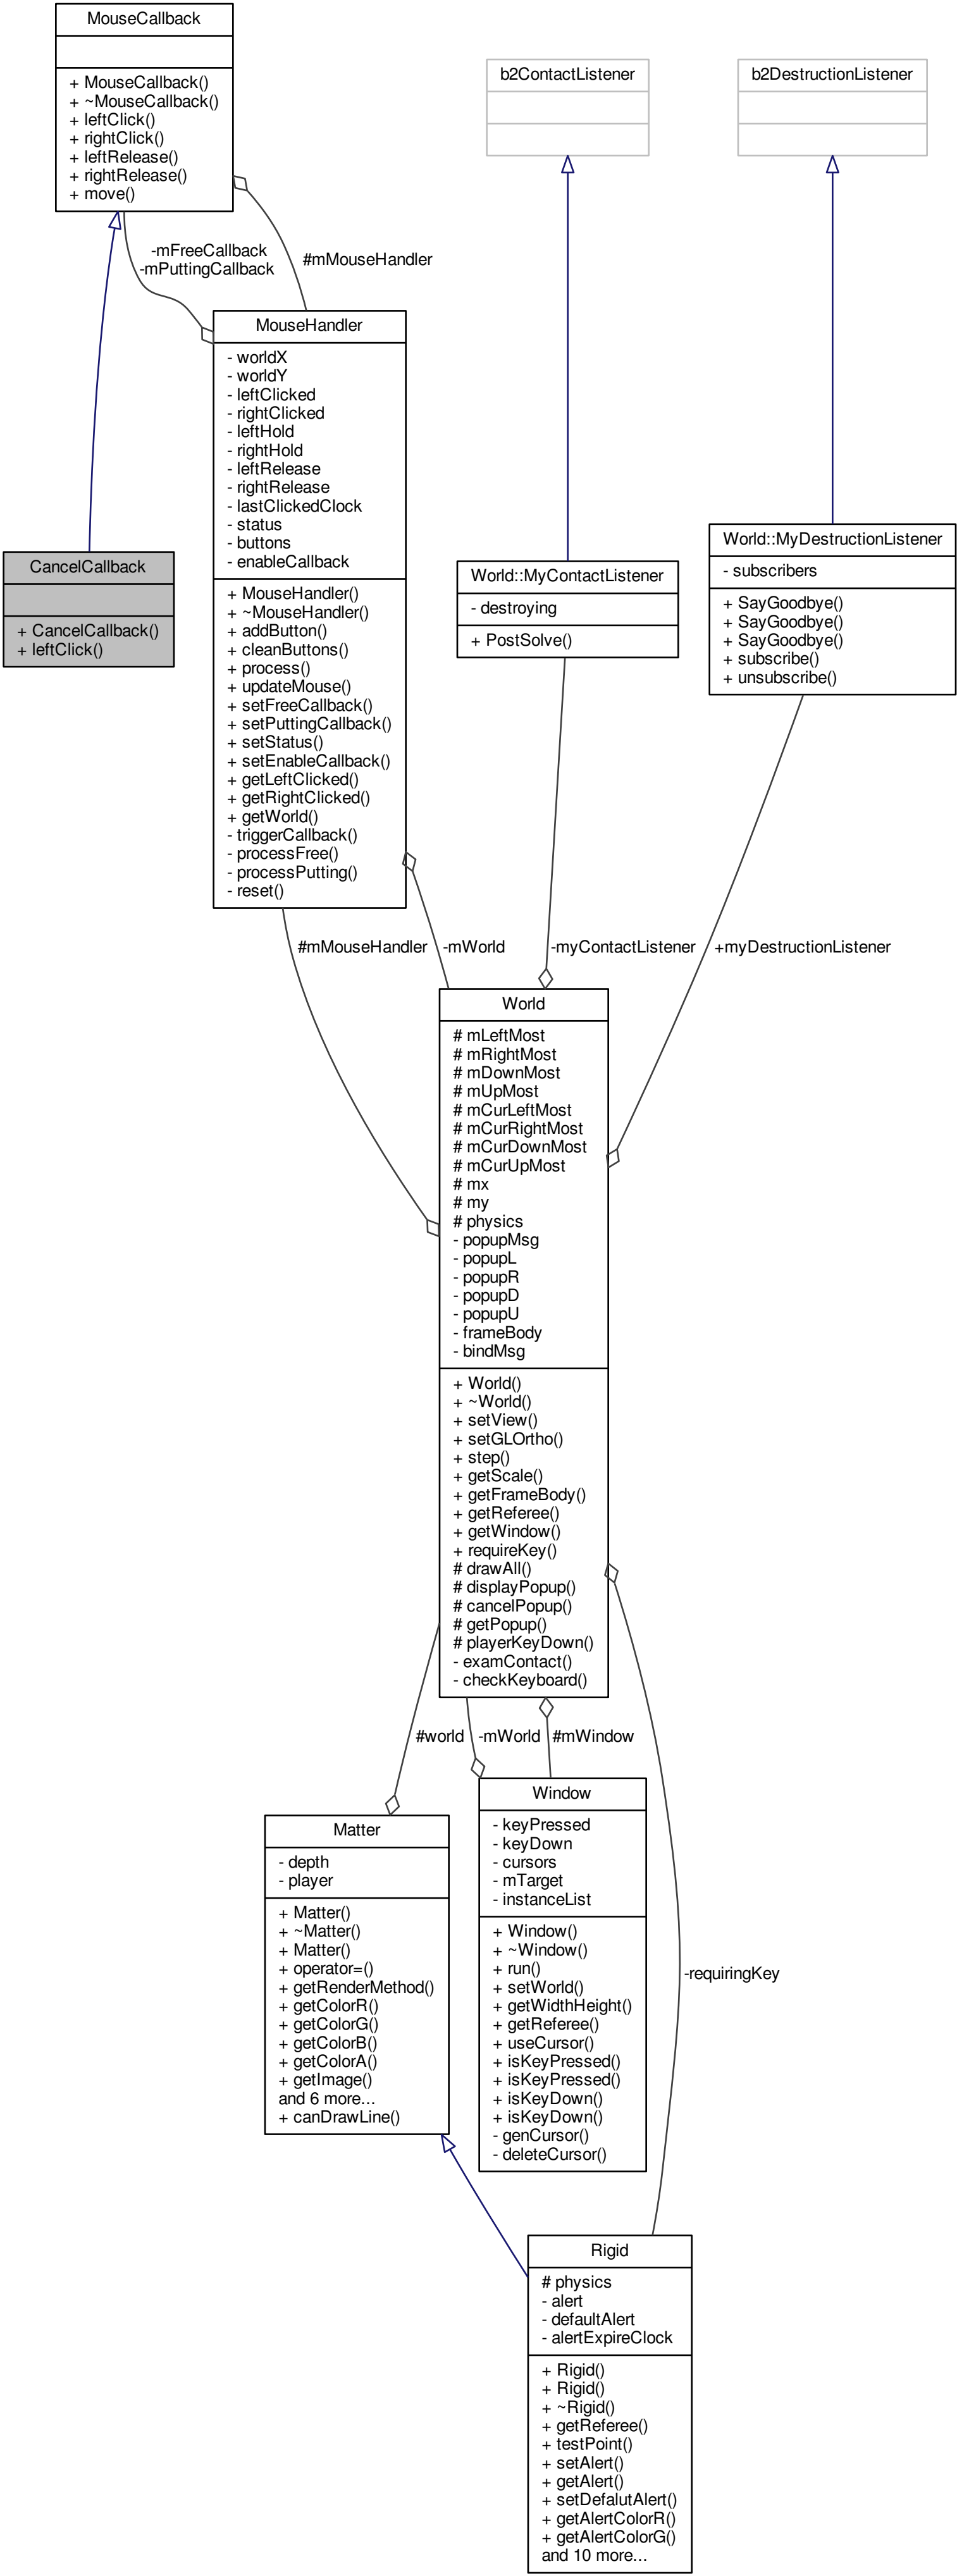 MouseCallback
+ MouseCallback()
+ ~MouseCallback()
+ leftClick()
+ rightClick()
+ leftRelease()
+ rightRelease()
+ move()
b2ContactListener
b2DestructionListener
-mFreeCallback
-mPuttingCallback
#mMouseHandler
MouseHandler
- worldX
- worldY
- leftClicked
- rightClicked
- leftHold
- rightHold
- leftRelease
- rightRelease
- lastClickedClock
- status
- buttons
- enableCallback
+ MouseHandler()
+ ~MouseHandler()
+ addButton()
+ cleanButtons()
+ process()
+ updateMouse()
+ setFreeCallback()
+ setPuttingCallback()
+ setStatus()
+ setEnableCallback()
+ getLeftClicked()
+ getRightClicked()
+ getWorld()
- triggerCallback()
- processFree()
- processPutting()
- reset()
CancelCallback
+ CancelCallback()
+ leftClick()
World::MyContactListener
- destroying
+ PostSolve()
World::MyDestructionListener
- subscribers
+ SayGoodbye()
+ SayGoodbye()
+ SayGoodbye()
+ subscribe()
+ unsubscribe()
#mMouseHandler
-mWorld
-myContactListener
+myDestructionListener
World
# mLeftMost
# mRightMost
# mDownMost
# mUpMost
# mCurLeftMost
# mCurRightMost
# mCurDownMost
# mCurUpMost
# mx
# my
# physics
- popupMsg
- popupL
- popupR
- popupD
- popupU
- frameBody
- bindMsg
+ World()
+ ~World()
+ setView()
+ setGLOrtho()
+ step()
+ getScale()
+ getFrameBody()
+ getReferee()
+ getWindow()
+ requireKey()
# drawAll()
# displayPopup()
# cancelPopup()
# getPopup()
# playerKeyDown()
- examContact()
- checkKeyboard()
#world
-mWorld
#mWindow
Matter
- depth
- player
+ Matter()
+ ~Matter()
+ Matter()
+ operator=()
+ getRenderMethod()
+ getColorR()
+ getColorG()
+ getColorB()
+ getColorA()
+ getImage()
and 6 more...
+ canDrawLine()
Window
- keyPressed
- keyDown
- cursors
- mTarget
- instanceList
+ Window()
+ ~Window()
+ run()
+ setWorld()
+ getWidthHeight()
+ getReferee()
+ useCursor()
+ isKeyPressed()
+ isKeyPressed()
+ isKeyDown()
+ isKeyDown()
- genCursor()
- deleteCursor()
-requiringKey
Rigid
# physics
- alert
- defaultAlert
- alertExpireClock
+ Rigid()
+ Rigid()
+ ~Rigid()
+ getReferee()
+ testPoint()
+ setAlert()
+ getAlert()
+ setDefalutAlert()
+ getAlertColorR()
+ getAlertColorG()
and 10 more...